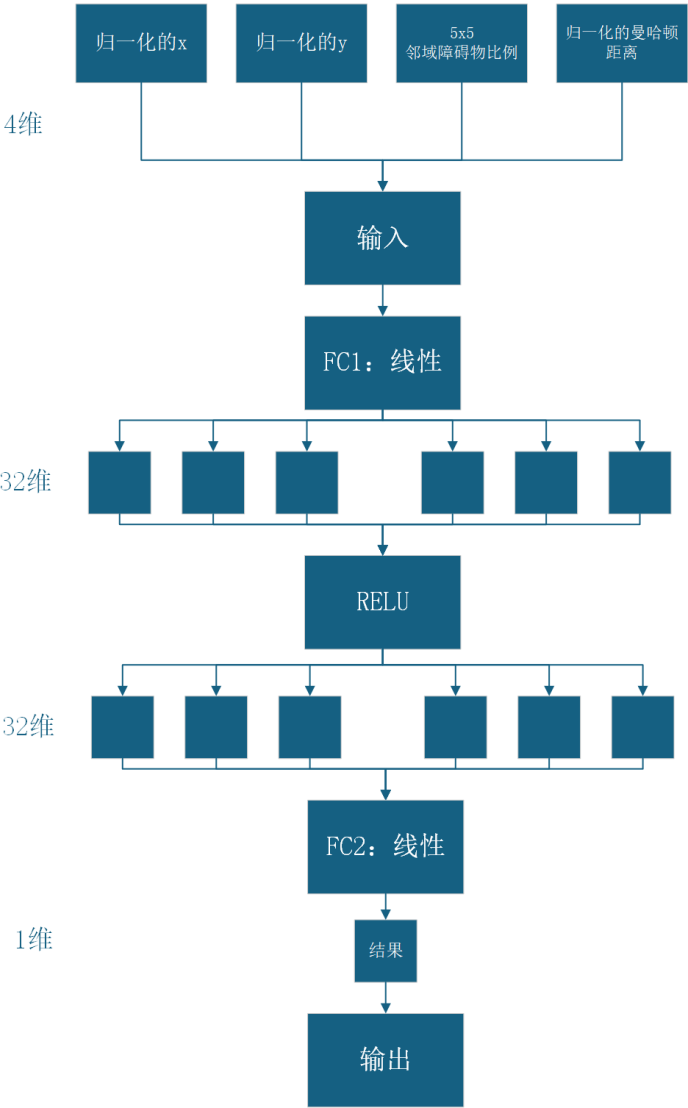 归一化的x
归一化的y
5x5
邻域障碍物比例
归一化的曼哈顿
距离
4维
输入
FC1：线性
32维
RELU
32维
FC2：线性
1维
结果
输出